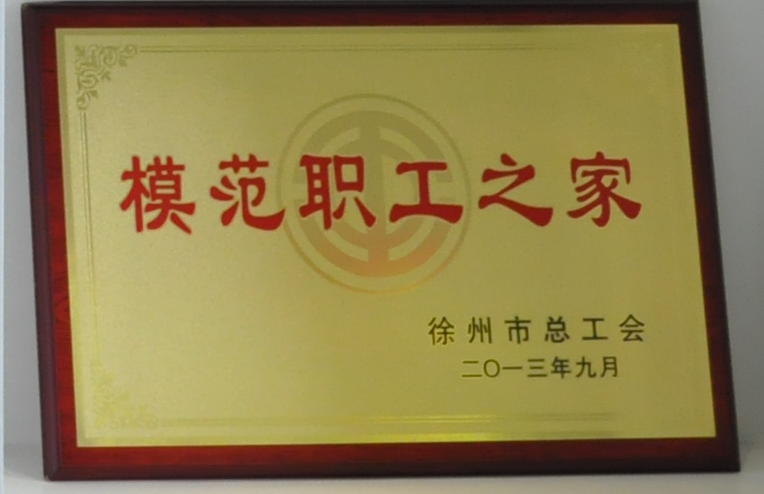 模范职工之家
徐州市总工会
二〇一三年九月